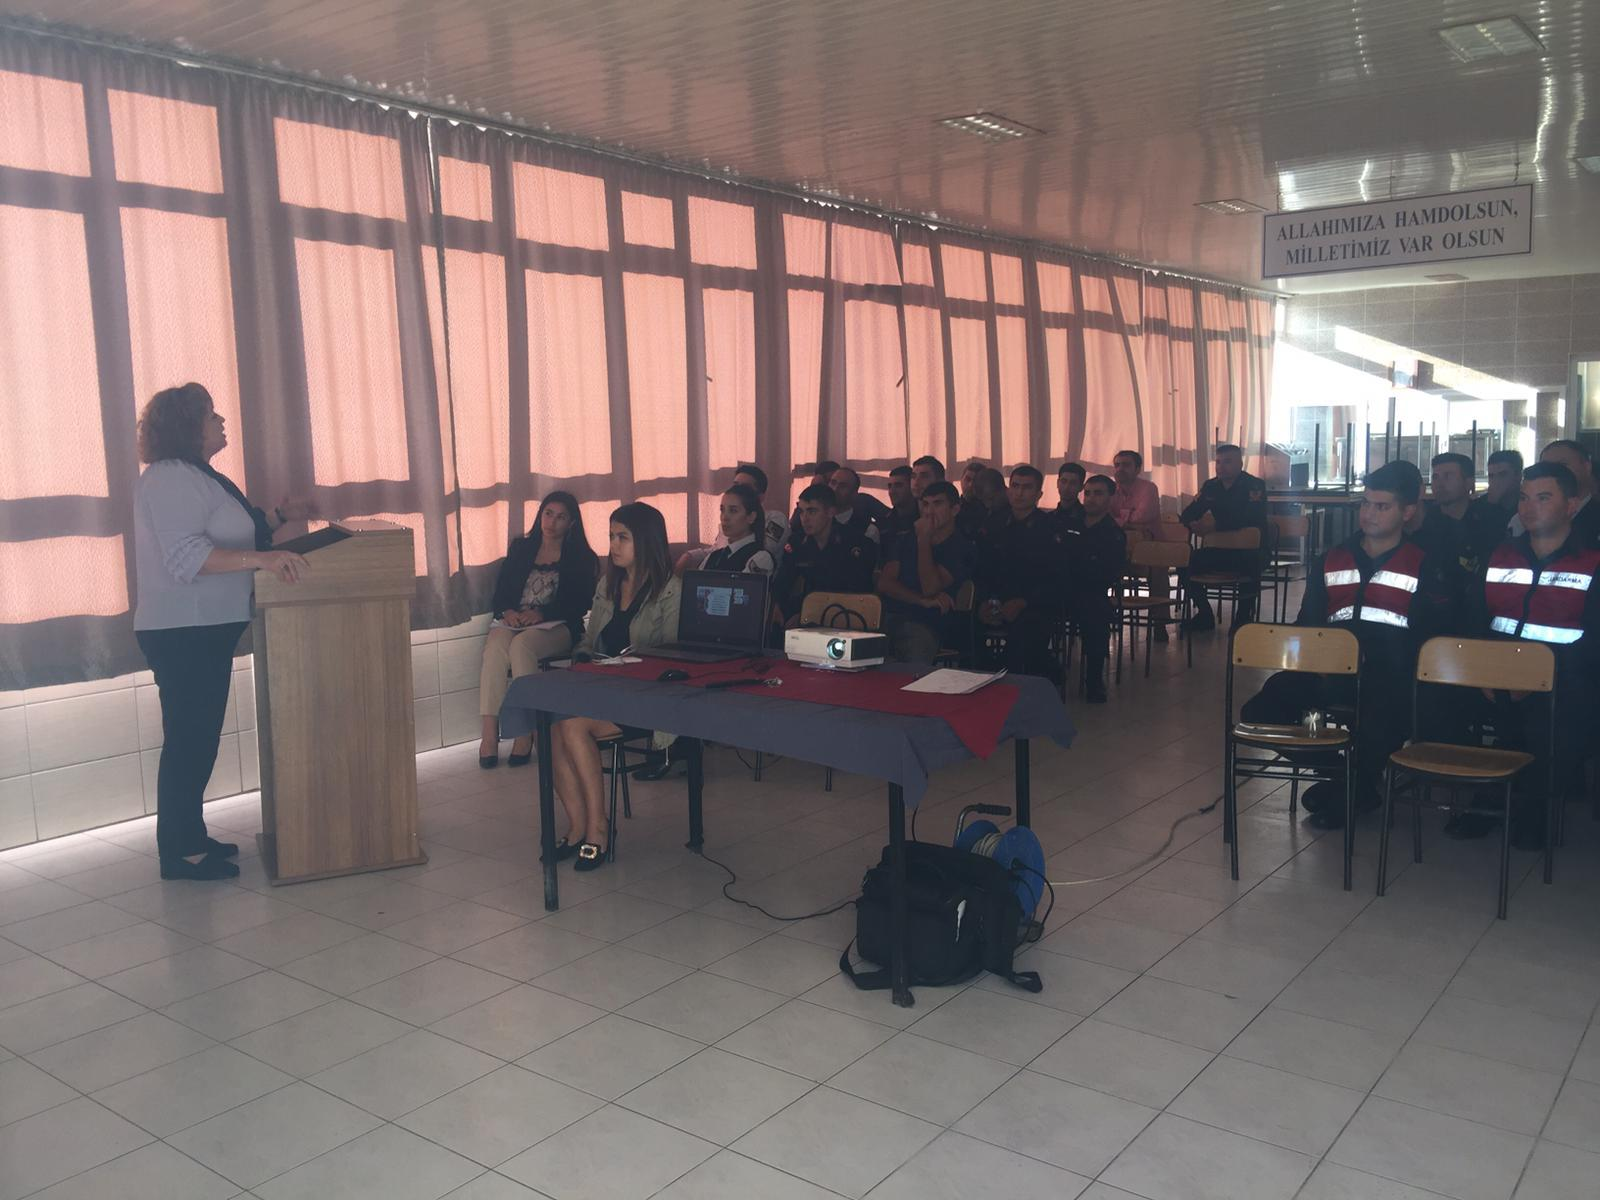 ALLAHIMIZA HAMDOLSUN,
MİLLETİMİZ VAR OLSUN
JANDARMA